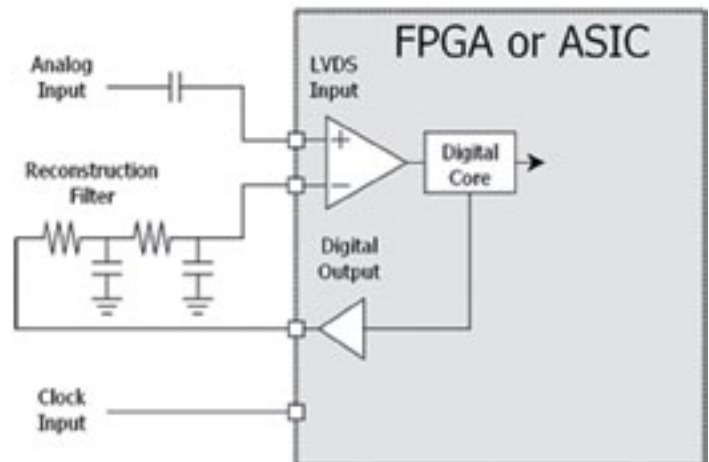 FPGA or ASIC
Analog
Input
LVDS
Input
+
−
Digital
Core
Reconstruction
Filter
Digital
Output
Clock
Input